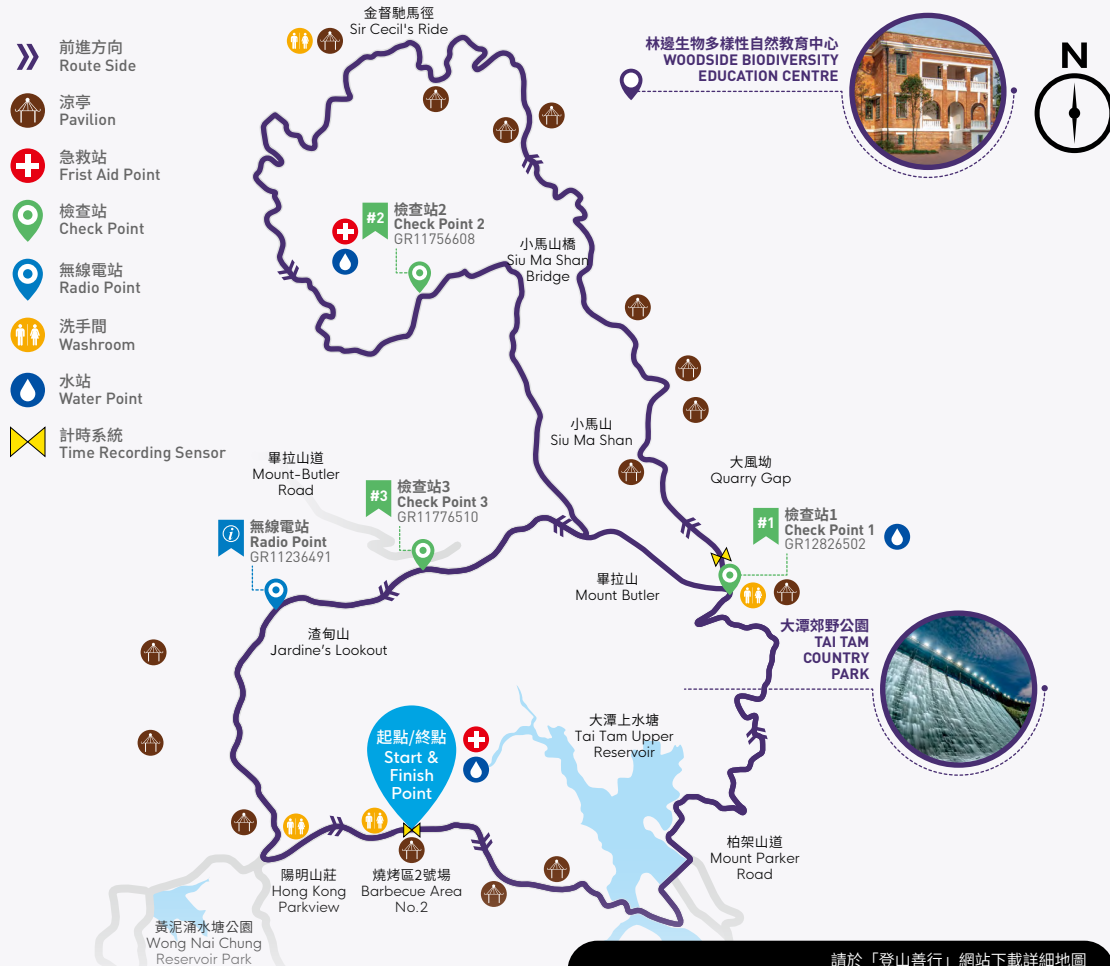 前進方向
Route Side
涼亭
Pavilion
急救站
Frist Aid Point
檢查站
Check Point
無線電站
Radio Point
洗手間
Washroom
水站
Water Point
計時系統
Time Recording Sensor
金督馳馬徑
Sir Cecil's Ride
林邊生物多樣性自然教育中心
WOODSIDE BIODIVERSITY
EDUCATION CENTRE
N
#2
檢查站2
Check Point 2
GR11756608
小馬山橋
Siu Ma Shan
Bridge
小馬山
Siu Ma Shan
大風坳
Quarry Gap
畢拉山道
Mount-Butler
Road
#3
檢查站3
Check Point 3
GR11776510
#1
檢查站1
Check Point 1
GR12826502
i
無線電站
Radio Point
GR11236491
畢拉山
Mount Butler
渣甸山
Jardine's Lookout
大潭郊野公園
TAI TAM
COUNTRY
PARK
起點/終點
Start &
Finish
Point
大潭上水塘
Tai Tam Upper
Reservoir
柏架山道
Mount Parker
Road
陽明山莊
Hong Kong
Parkview
燒烤區2號場
Barbecue Area
No.2
黃泥涌水塘公園
Wong Nai Chung
Reservoir Park
請於「登山善行」網站下載詳細地圖